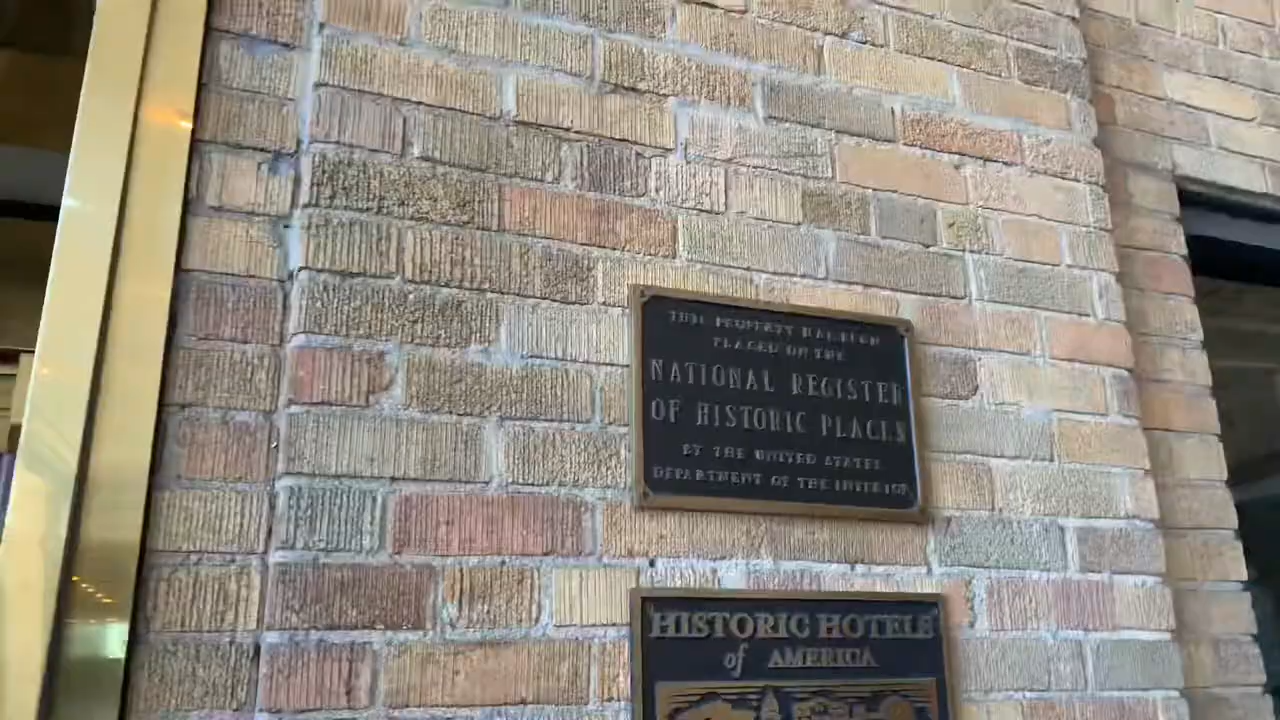 THIS PROPERTY HAS BEEN
PLACED ON THE
NATIONAL REGISTER
OF HISTORIC PLACES
BY THE UNITED STATES
DEPARTMENT OF THE INTERIOR
HISTORIC HOTELS
of AMERICA